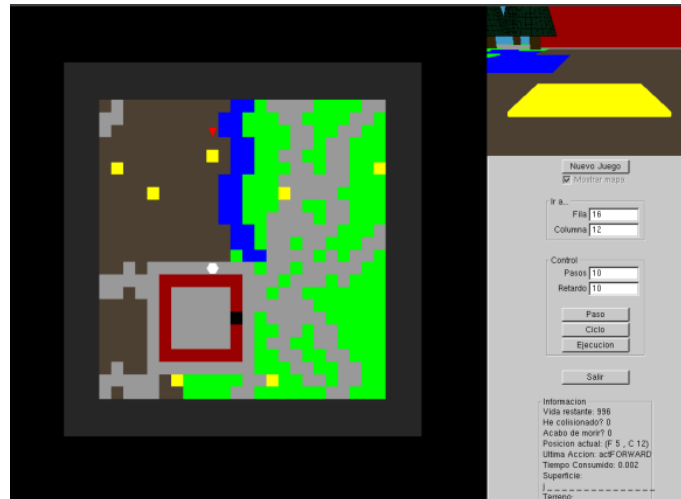 Nuevo Juego
Mostrar mapa
Ir a...
Fila 16
Columna 12
Control
Pasos 10
Retardo 10
Paso
Ciclo
Ejecucion
Salir
Informacion
Vida restante: 996
He colisionado? 0
Acabo de morir? 0
Posicion actual: (F 5 , C 12)
Ultima Accion: actFORWARD
Tiempo Consumido: 0.002
Superficie:
Terreno: